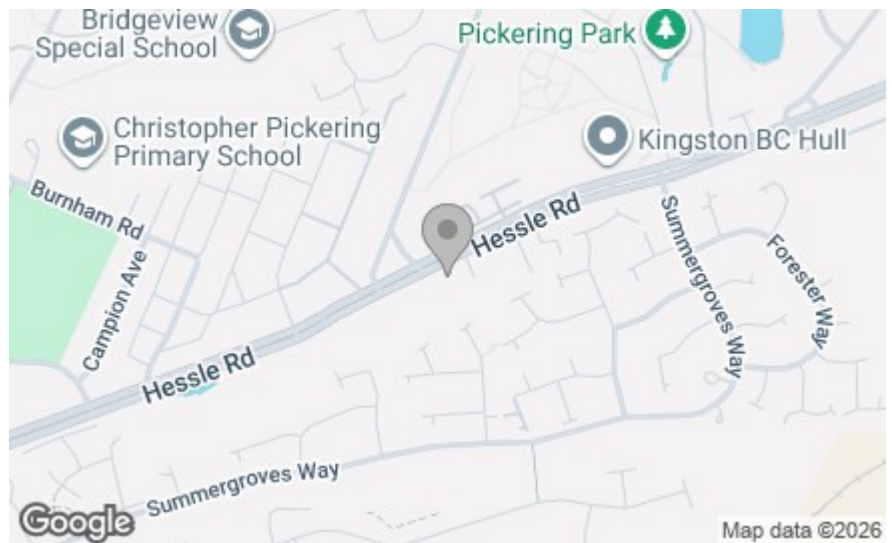 Bridgeview
Special School
Pickering Park
Christopher Pickering
Primary School
Kingston BC Hull
Burnham Rd
Campion Ave
Hessle Rd
Summergroves Way
Forester Way
Hessle Rd
Summergroves Way
Google
Map data ©2026